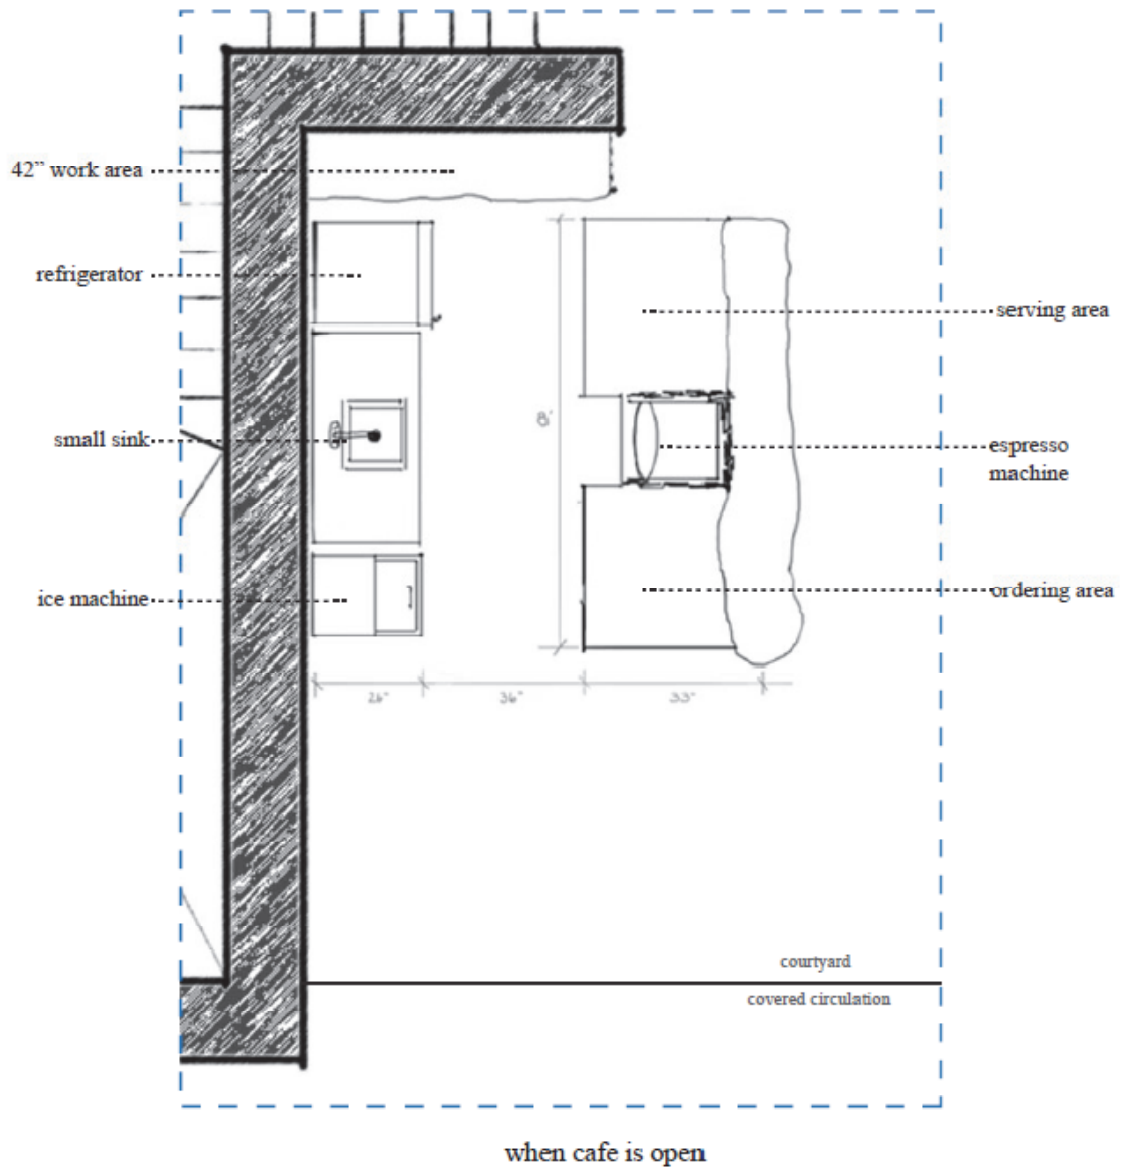 42” work area
refrigerator
serving area
8'
small sink
espresso
machine
ice machine
ordering area
36"
33"
courtyard
covered circulation
when cafe is open